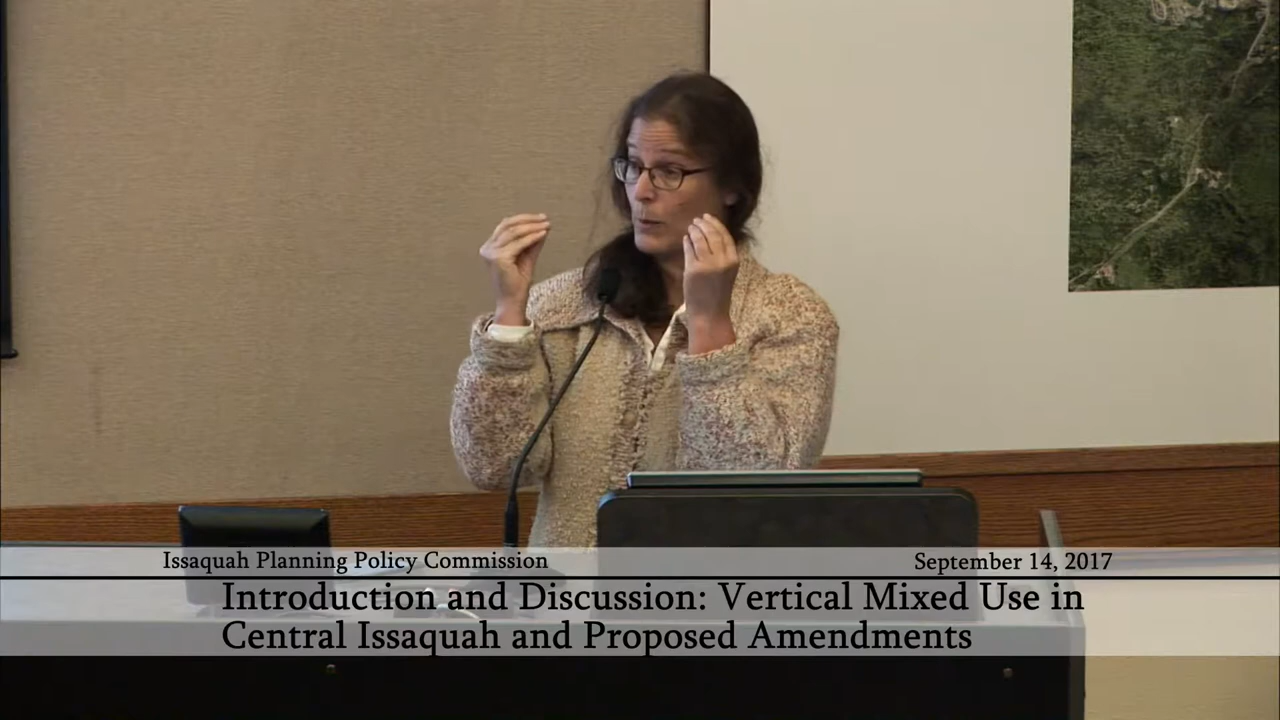 Issaquah Planning Policy Commission
September 14, 2017
Introduction and Discussion: Vertical Mixed Use in
Central Issaquah and Proposed Amendments